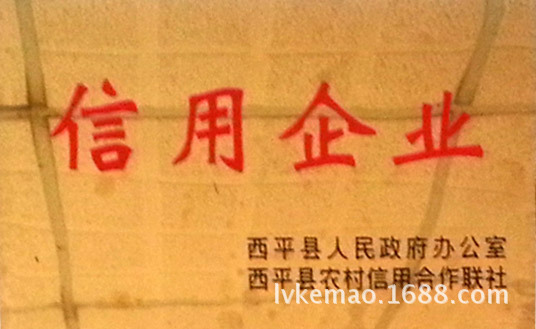 信用企业
西平县人民政府办公室
西平县农村信用合作联社
lvkemao.1688.com